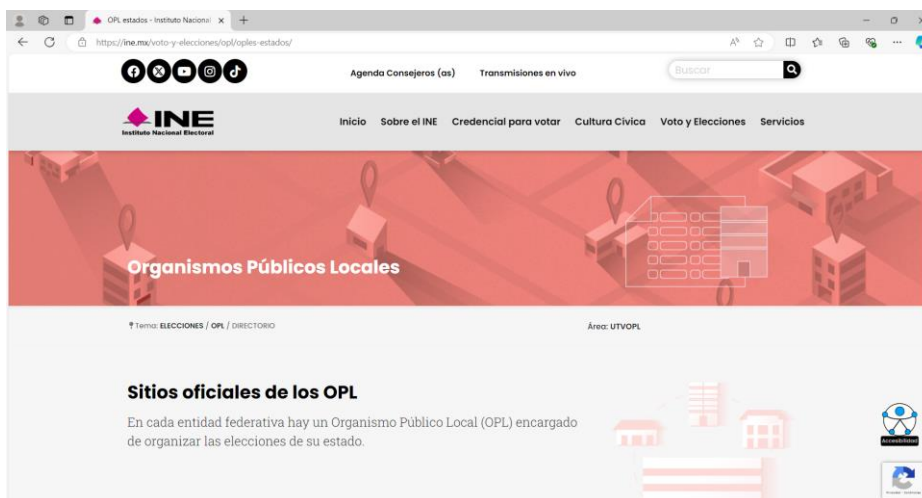 OPL estados - Instituto Nacional
https://ine.mx/voto-y-elecciones/opl/oples-estados/
Agenda Consejeros (as) Transmisiones en vivo Buscar
INE
Instituto Nacional Electoral
Inicio Sobre el INE Credencial para votar Cultura Cívica Voto y Elecciones Servicios
Organismos Públicos Locales
Tema: ELECCIONES / OPL / DIRECTORIO Área: UTVOPL
Sitios oficiales de los OPL
En cada entidad federativa hay un Organismo Público Local (OPL) encargado
de organizar las elecciones de su estado.
Accesibilidad